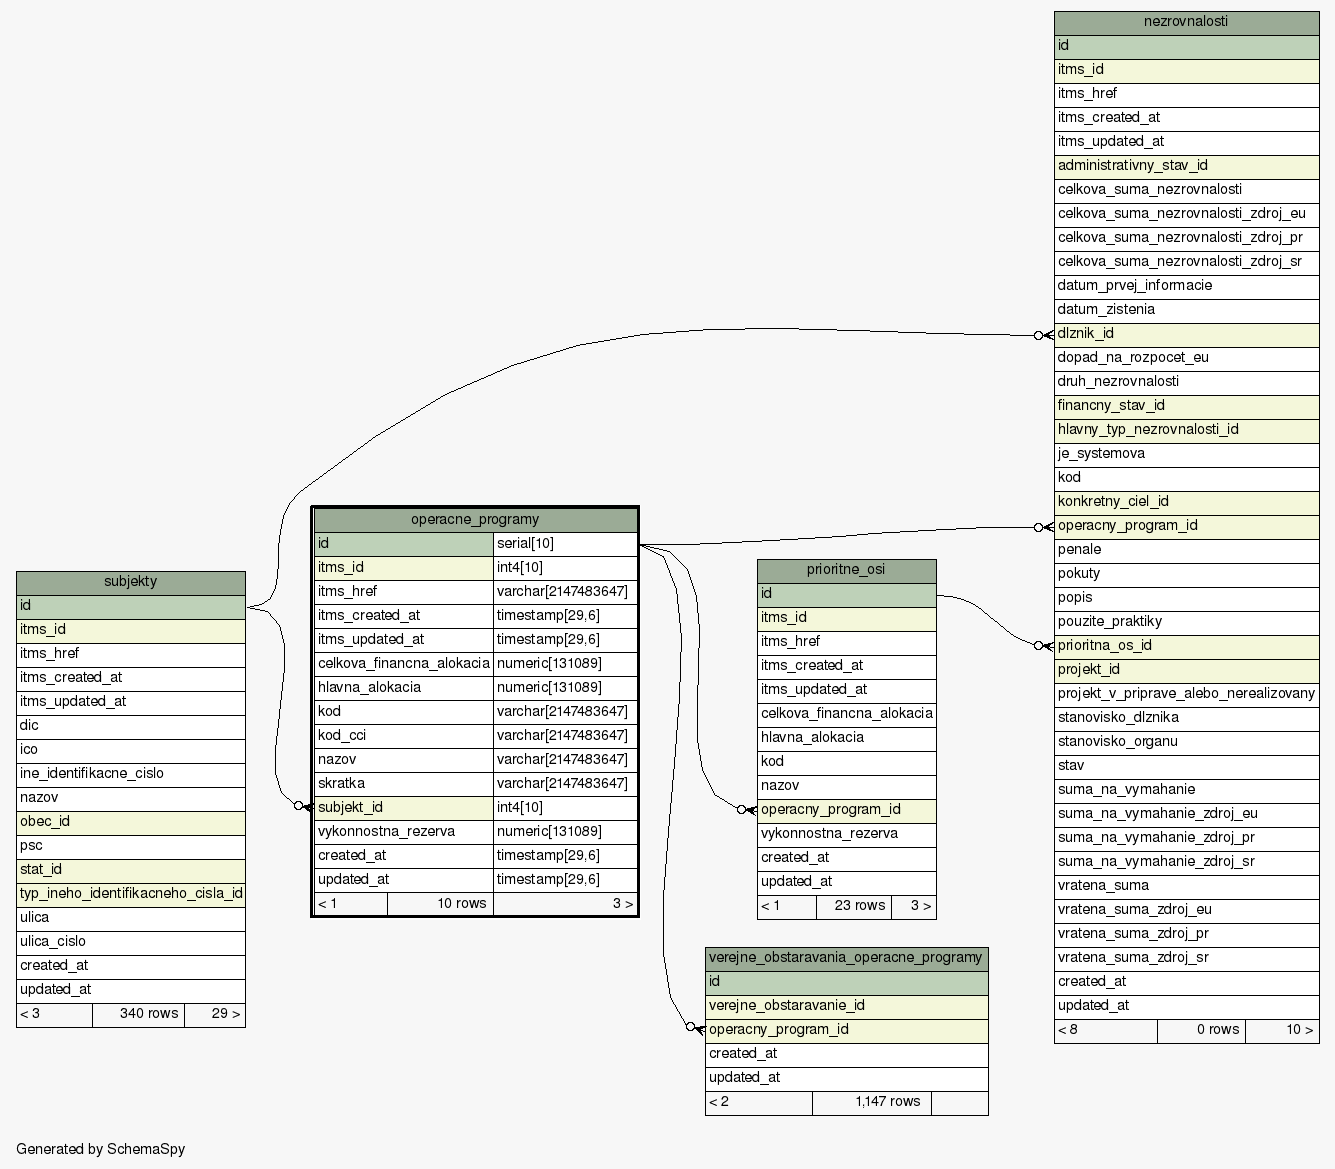 nezrovnalosti
id
itms_id
itms_href
itms_created_at
itms_updated_at
administrativny_stav_id
celkova_suma_nezrovnalosti
celkova_suma_nezrovnalosti_zdroj_eu
celkova_suma_nezrovnalosti_zdroj_pr
celkova_suma_nezrovnalosti_zdroj_sr
datum_prvej_informacie
datum_zistenia
dlznik_id
dopad_na_rozpocet_eu
druh_nezrovnalosti
financny_stav_id
hlavny_typ_nezrovnalosti_id
je_systemova
kod
konkretny_ciel_id
operacny_program_id
penale
pokuty
popis
pouzite_praktiky
prioritna_os_id
projekt_id
projekt_v_priprave_alebo_nerealizovany
stanovisko_dlznika
stanovisko_organu
stav
suma_na_vymahanie
suma_na_vymahanie_zdroj_eu
suma_na_vymahanie_zdroj_pr
suma_na_vymahanie_zdroj_sr
vratena_suma
vratena_suma_zdroj_eu
vratena_suma_zdroj_pr
vratena_suma_zdroj_sr
created_at
updated_at
< 8 0 rows 10 >
operacne_programy
id serial[10]
itms_id int4[10]
itms_href varchar[2147483647]
itms_created_at timestamp[29,6]
itms_updated_at timestamp[29,6]
celkova_financna_alokacia numeric[131089]
hlavna_alokacia numeric[131089]
kod varchar[2147483647]
kod_cci varchar[2147483647]
nazov varchar[2147483647]
skratka varchar[2147483647]
subjekt_id int4[10]
vykonnostna_rezerva numeric[131089]
created_at timestamp[29,6]
updated_at timestamp[29,6]
< 1 10 rows 3 >
prioritne_osi
id
itms_id
itms_href
itms_created_at
itms_updated_at
celkova_financna_alokacia
hlavna_alokacia
kod
nazov
operacny_program_id
vykonnostna_rezerva
created_at
updated_at
< 1 23 rows 3 >
subjekty
id
itms_id
itms_href
itms_created_at
itms_updated_at
dic
ico
ine_identifikacne_cislo
nazov
obec_id
psc
stat_id
typ_ineho_identifikacneho_cisla_id
ulica
ulica_cislo
created_at
updated_at
< 3 340 rows 29 >
verejne_obstaravania_operacne_programy
id
verejne_obstaravanie_id
operacny_program_id
created_at
updated_at
< 2 1,147 rows
Generated by SchemaSpy